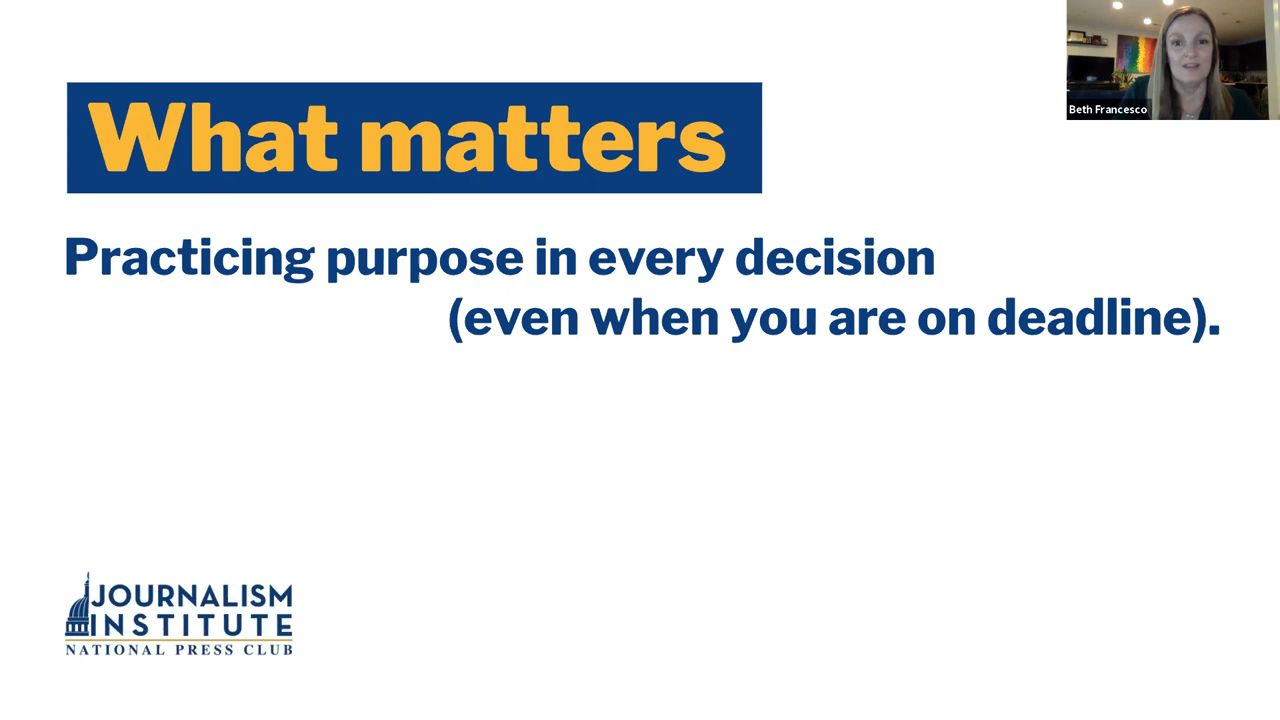 Beth Francesco
What matters
Practicing purpose in every decision
(even when you are on deadline).
JOURNALISM
INSTITUTE
NATIONAL PRESS CLUB